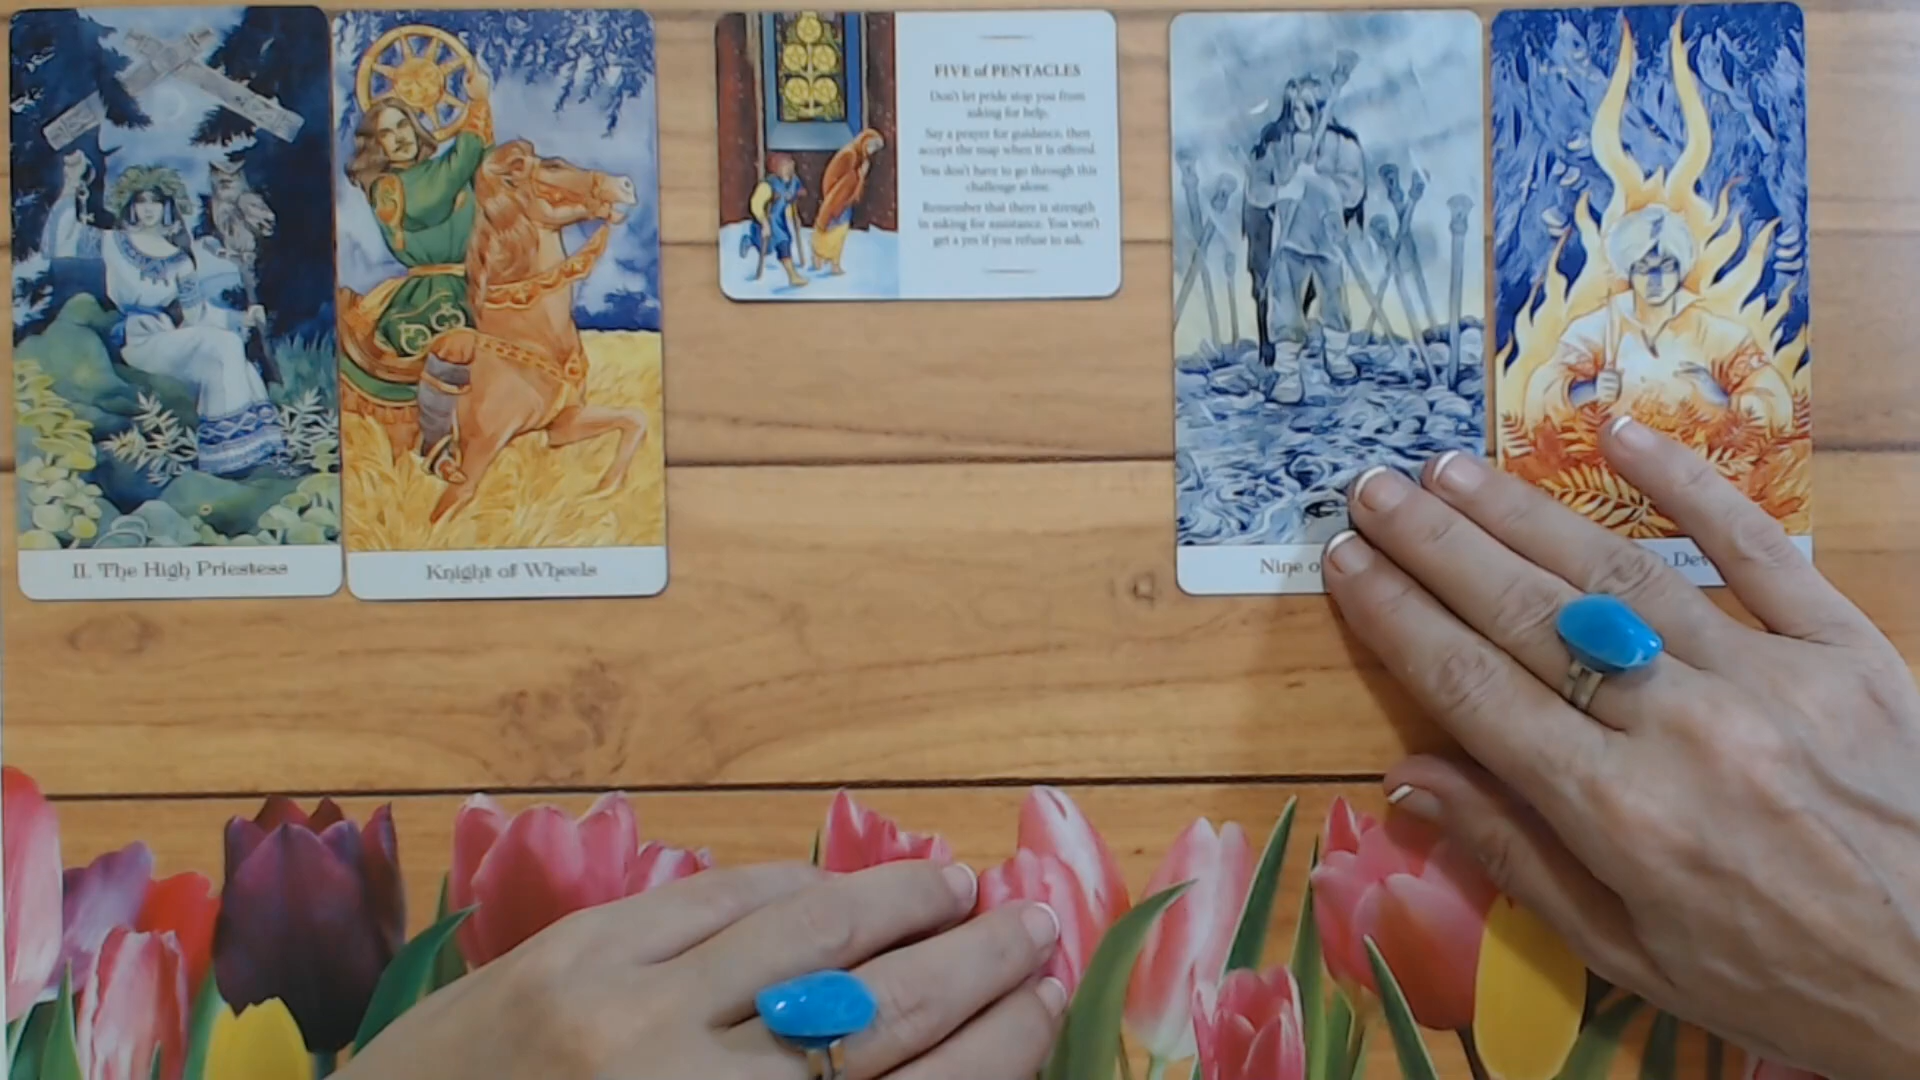 FIVE of PENTACLES
Don't let pride stop you from
asking for help.
Say a prayer for guidance, then
accept the map when it is offered.
You don't have to go through this
challenge alone.
Remember that there is strength
in asking for assistance. You won't
get a yes if you refuse to ask.
II. The High Priestess
Knight of Wheels
Nine o
Dev